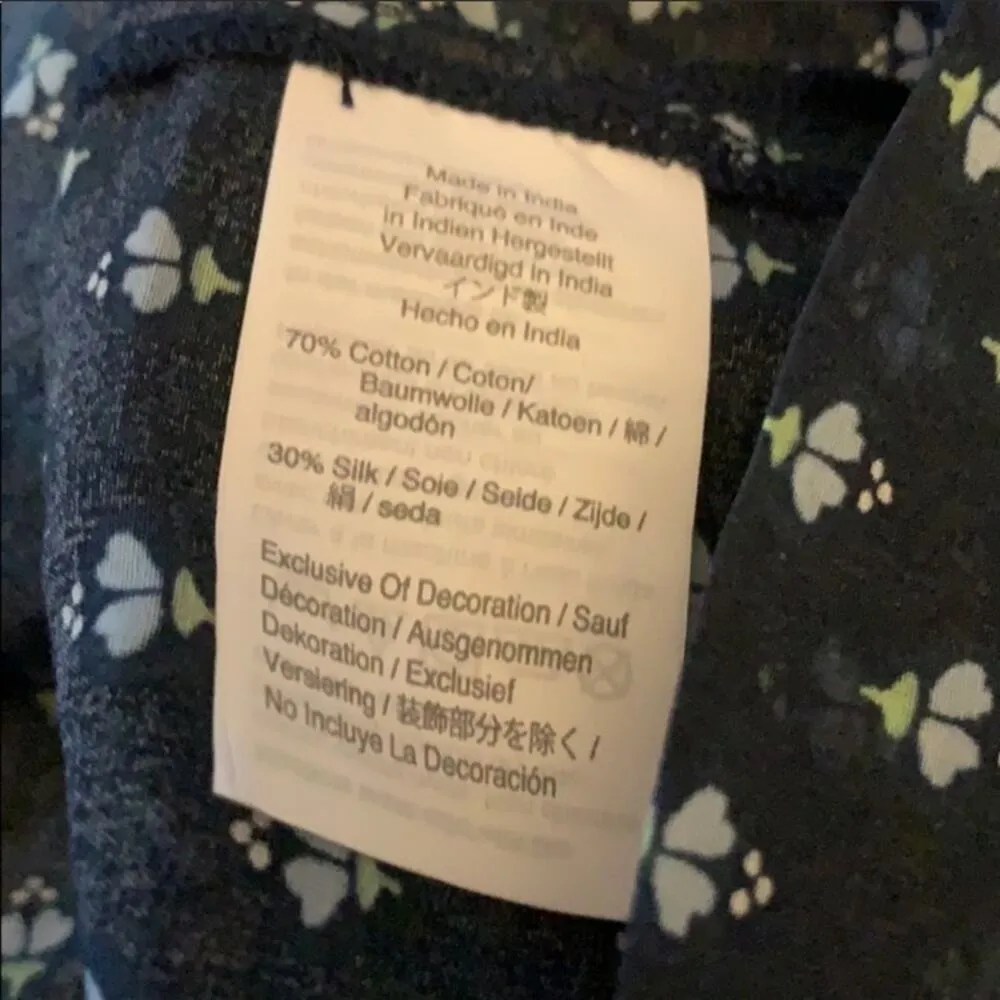 Made in India
Fabriqué en Inde
in Indien Hergestellt
Vervaardigd in India
インド製
Hecho en India
70% Cotton / Coton/
Baumwolle / Katoen / 綿 /
algodón
30% Silk / Soie / Seide / Zijde /
絹 / seda
Exclusive Of Decoration / Sauf
Décoration / Ausgenommen
Dekoration / Exclusief
Versiering / 装飾部分を除く /
No Incluye La Decoración